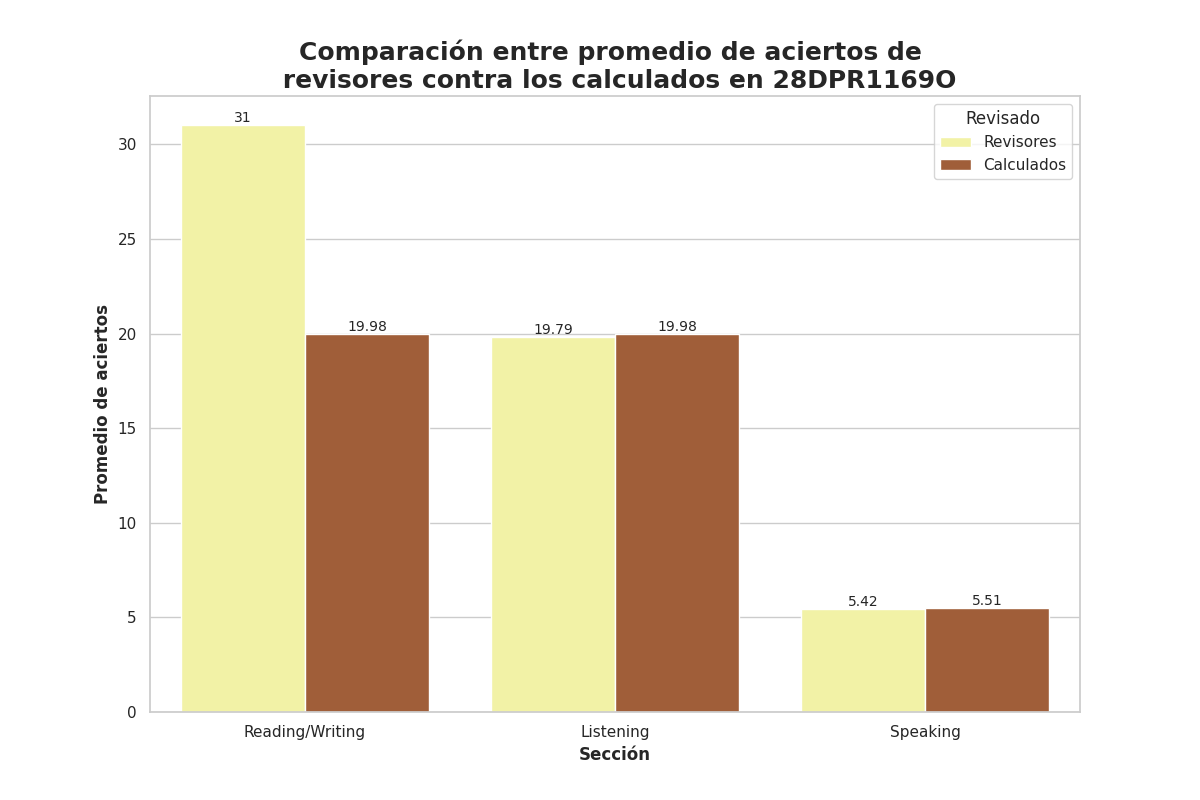 Comparación entre promedio de aciertos de
revisores contra los calculados en 28DPR1169O
Revisado
Revisores
Calculados
Promedio de aciertos
30
25
20
15
10
5
0
31
19.98
19.79
19.98
5.42
5.51
Reading/Writing
Listening
Speaking
Sección